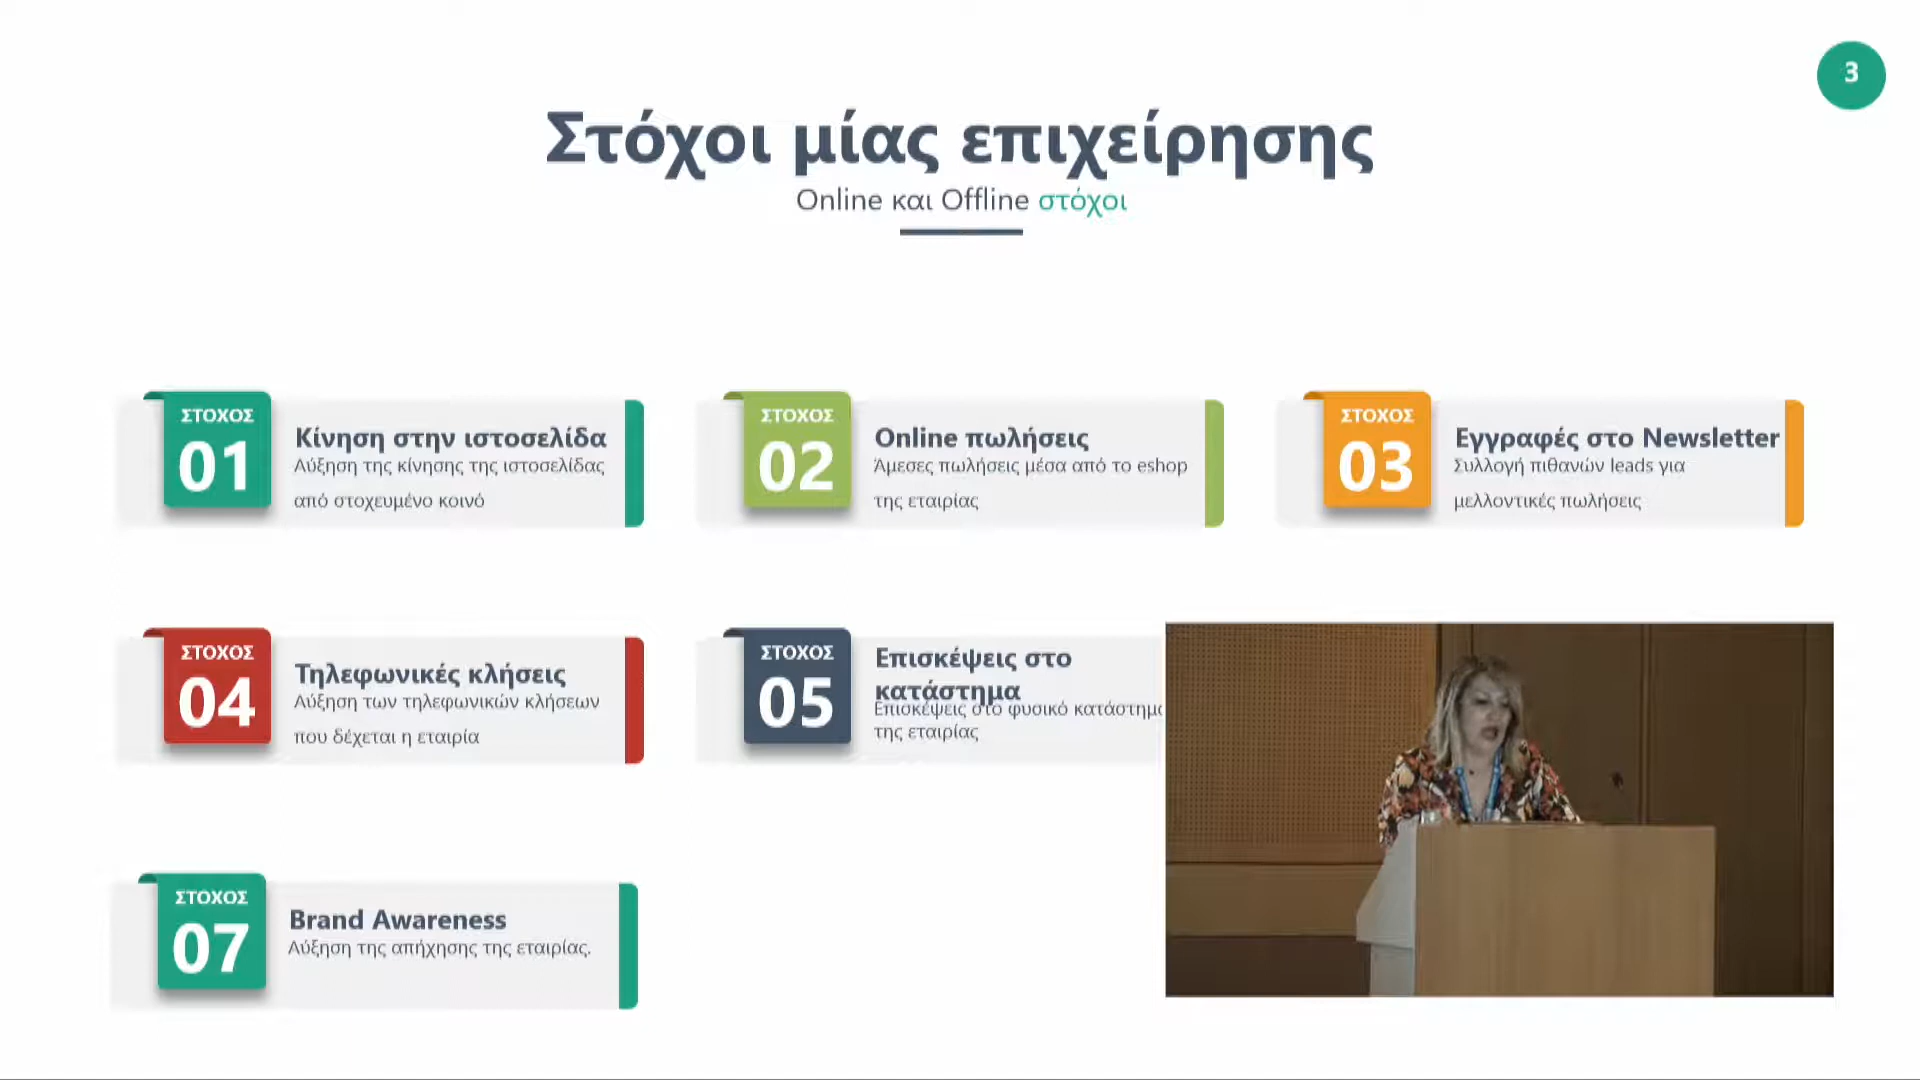 3
Στόχοι μίας επιχείρησης
Online και Offline στόχοι
ΣΤΟΧΟΣ
01
Κίνηση στην ιστοσελίδα
Αύξηση της κίνησης της ιστοσελίδας
από στοχευμένο κοινό
ΣΤΟΧΟΣ
02
Online πωλήσεις
Άμεσες πωλήσεις μέσα από το eshop
της εταιρίας
ΣΤΟΧΟΣ
03
Εγγραφές στο Newsletter
Συλλογή πιθανών leads για
μελλοντικές πωλήσεις
ΣΤΟΧΟΣ
04
Τηλεφωνικές κλήσεις
Αύξηση των τηλεφωνικών κλήσεων
που δέχεται η εταιρία
ΣΤΟΧΟΣ
05
Επισκέψεις στο
κατάστημα
Επισκέψεις στο φυσικό κατάστημα
της εταιρίας
ΣΤΟΧΟΣ
07
Brand Awareness
Αύξηση της απήχησης της εταιρίας.